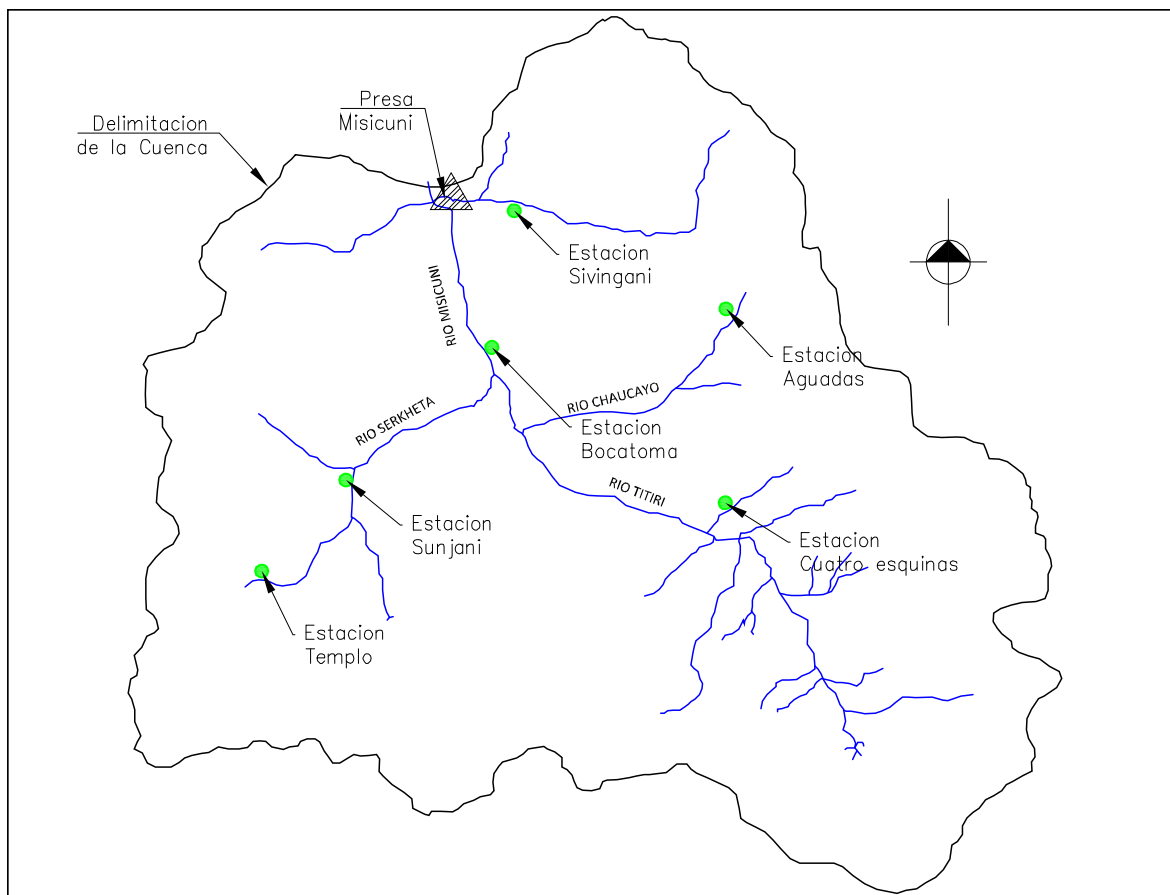 Presa
Misicuni
Delimitacion
de la Cuenca
Estacion
Sivingani
RIO MISICUNI
Estacion
Aguadas
RIO CHAUCAYO
RIO SERKHETA
Estacion
Bocatoma
RIO TITIRI
Estacion
Sunjani
Estacion
Cuatro esquinas
Estacion
Templo